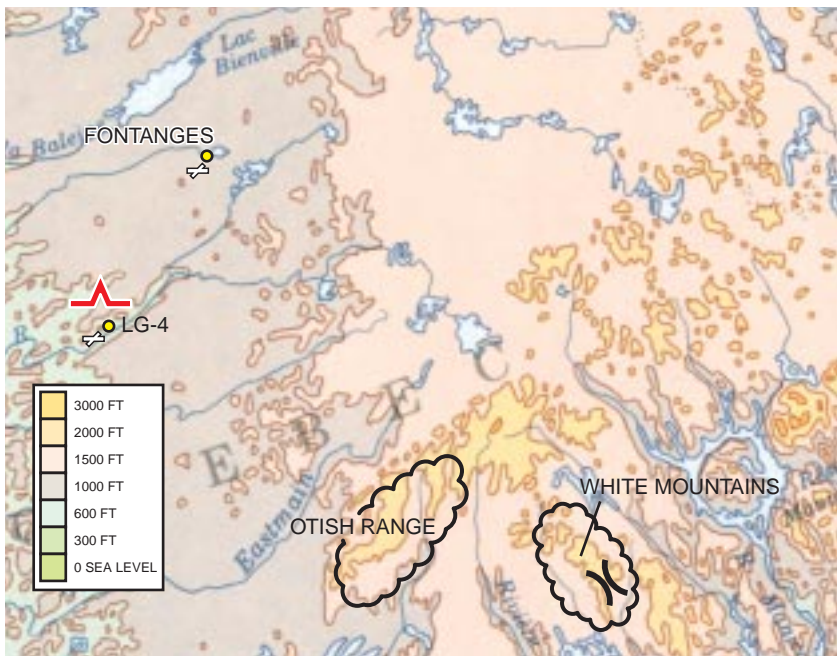 Lac
Bienville
FONTANGES
LG-4
3000 FT
2000 FT
1500 FT
1000 FT
600 FT
300 FT
0 SEA LEVEL
E B E C
Eastmain
OTISH RANGE
WHITE MOUNTAINS